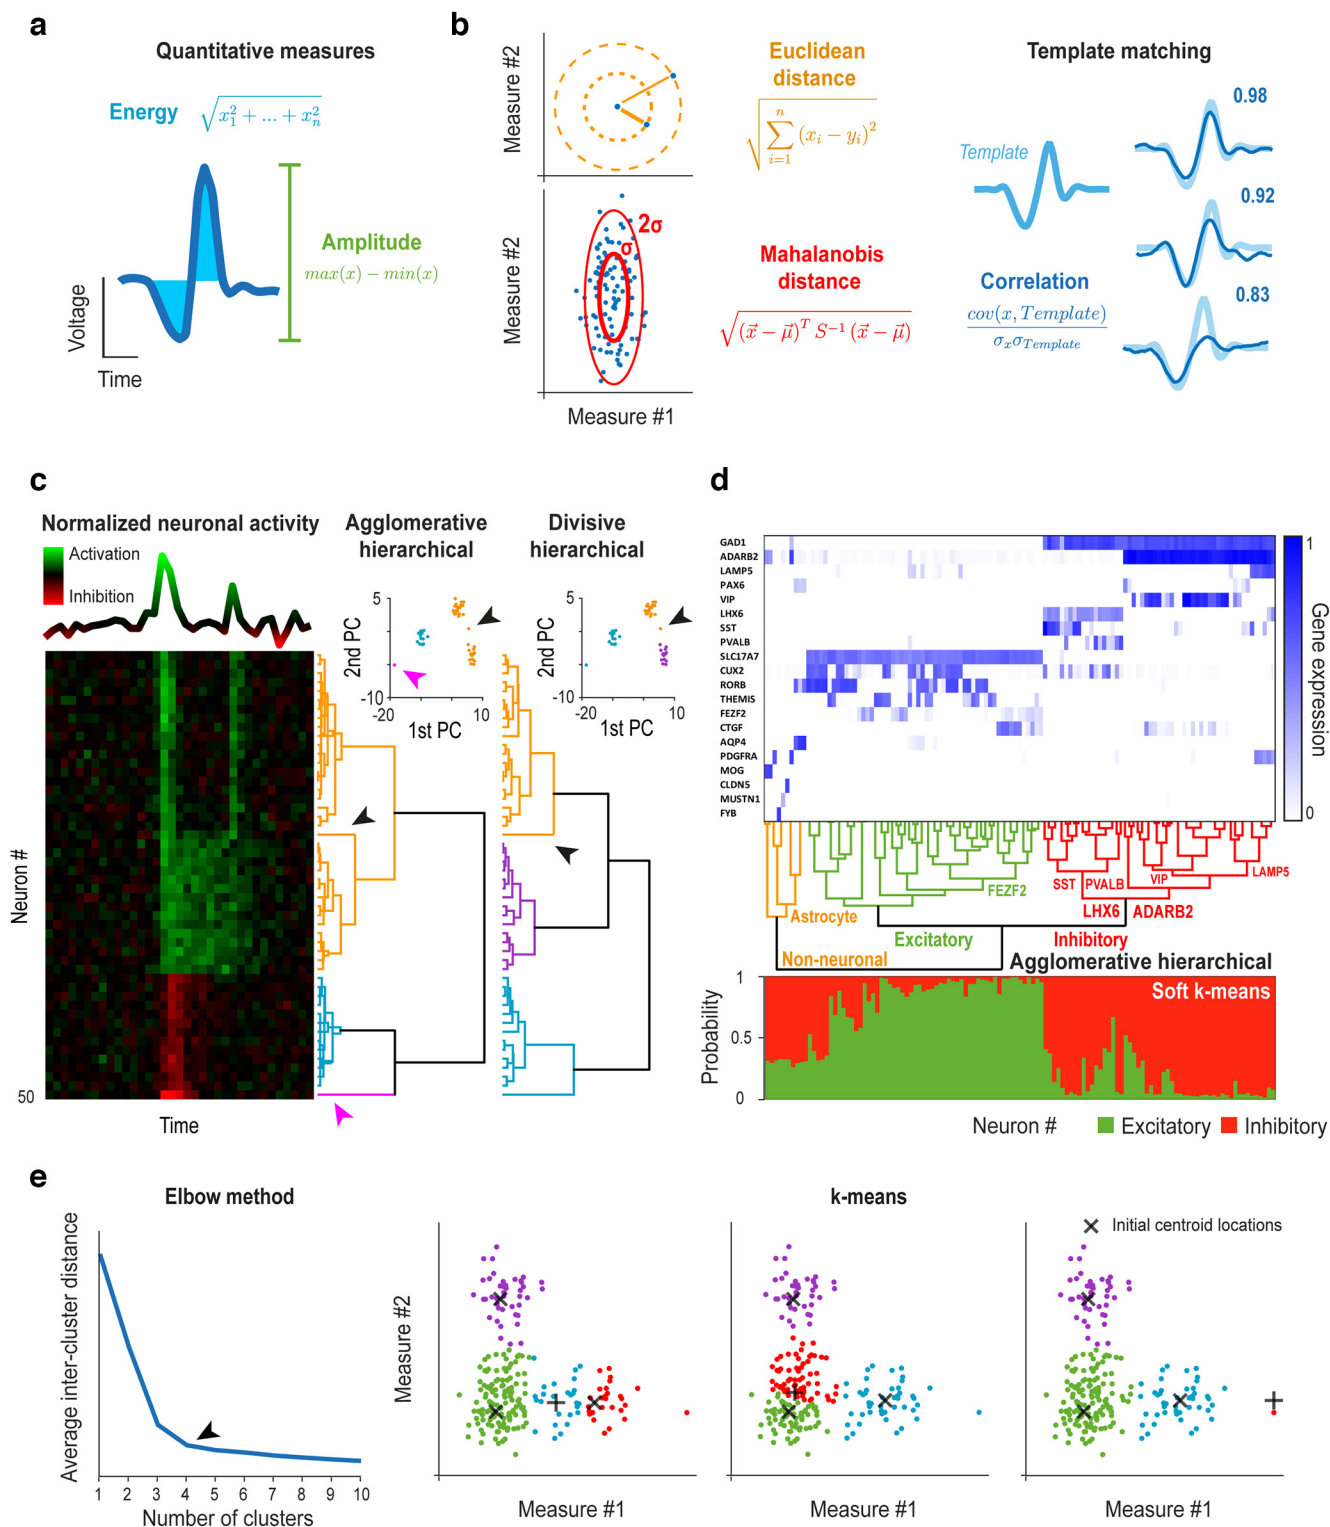 a
Quantitative measures
Energy √(x₁² + ... + xₙ²)
Amplitude
max(x) − min(x)
Voltage
Time
b
Measure #2
Euclidean
distance
√(∑ᵢ₌₁ⁿ (xᵢ − yᵢ)²)
Measure #2
2σ
σ
Measure #1
Mahalanobis
distance
√((x⃗ − μ⃗)ᵀ S⁻¹ (x⃗ − μ⃗))
Template matching
Template
0.98
0.92
0.83
Correlation
cov(x, Template)
σₓσ_Template
c
Normalized neuronal activity
Activation
Inhibition
Neuron #
50
Time
Agglomerative
hierarchical
5
2nd PC
-10
-20
10
1st PC
Divisive
hierarchical
5
2nd PC
-10
-20
10
1st PC
d
GAD1
ADARB2
LAMP5
PAX6
VIP
LHX6
SST
PVALB
SLC17A7
CUX2
RORB
THEMIS
FEZF2
CTGF
AQP4
PDGFRA
MOG
CLDN5
MUSTN1
FYB
1
Gene expression
0
FEZF2
SST
PVALB
VIP
LAMP5
Astrocyte
LHX6
ADARB2
Excitatory
Inhibitory
Non-neuronal
Agglomerative hierarchical
Soft k-means
Probability
1
0.5
0
Neuron #
Excitatory
Inhibitory
e
Elbow method
Average inter-cluster distance
1 2 3 4 5 6 7 8 9 10
Number of clusters
k-means
Initial centroid locations
Measure #2
Measure #1
Measure #1
Measure #1